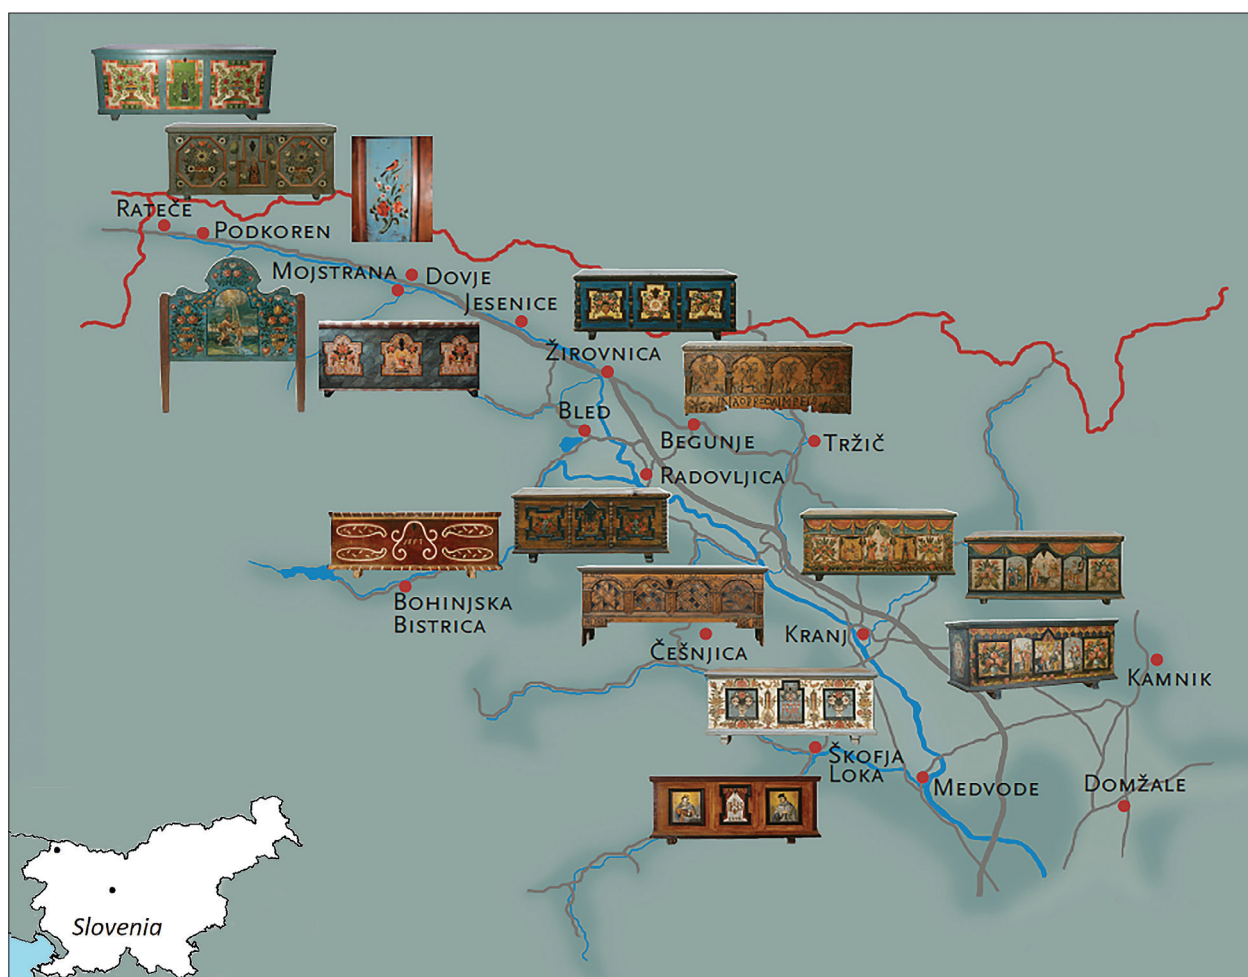 RATEČE
PODKOREN
MOJSTRANA
DOVJE
JESENICE
ŽIROVNICA
BLED
BEGUNJE
TRŽIČ
RADOVLJICA
BOHINJSKA
BISTRICA
ČEŠNJICA
KRANJ
KAMNIK
ŠKOFJA
LOKA
MEDVODE
DOMŽALE
Slovenia